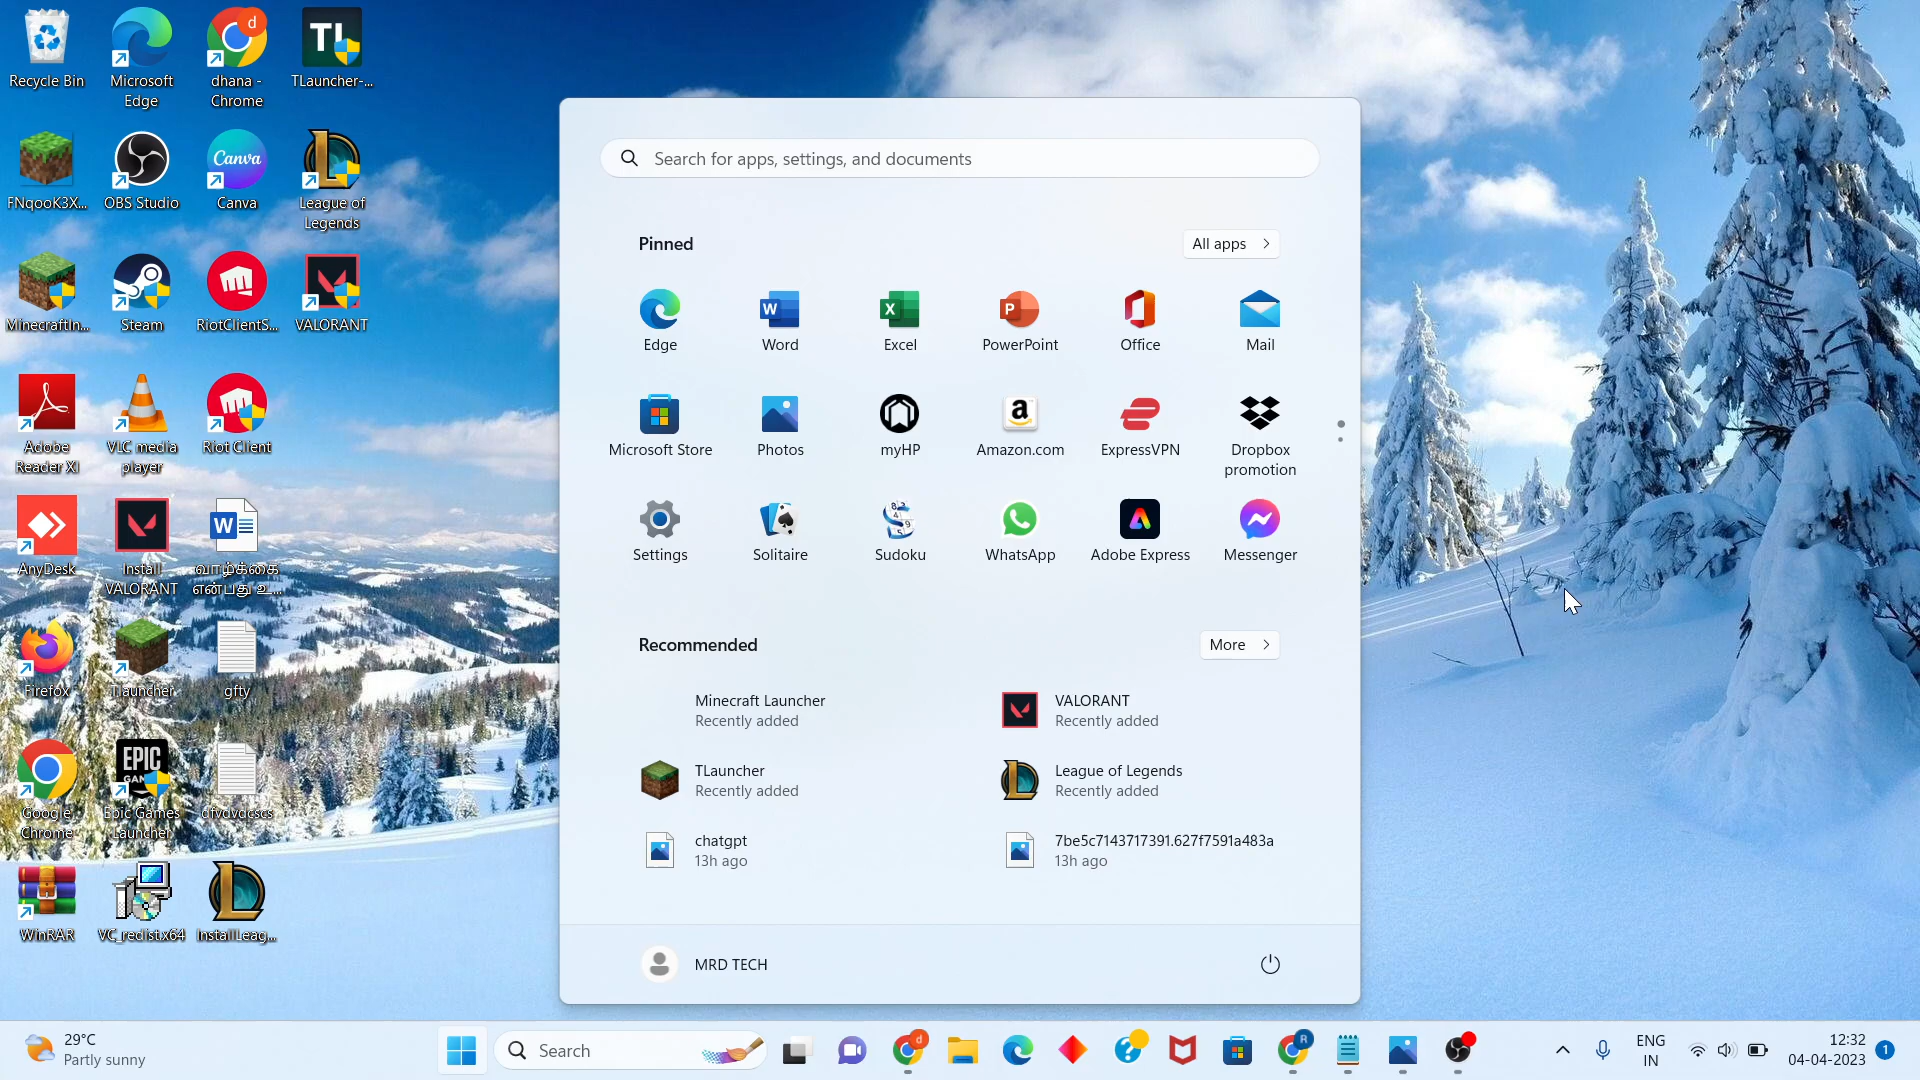 Recycle Bin
Microsoft
Edge
dhana -
Chrome
TLauncher-...
FNqooK3X...
OBS Studio
Canva
League of
Legends
MinecraftIn...
Steam
RiotClientS...
VALORANT
Adobe
Reader XI
VLC media
player
Riot Client
AnyDesk
Install
VALORANT
வாழ்க்கை
என்பது உ...
Firefox
Tlauncher
gfty
Google
Chrome
Epic Games
Launcher
dfvdvdcscs
WinRAR
VC_redist.x64
InstallLeag...
Search for apps, settings, and documents
Pinned
All apps
Edge
Word
Excel
PowerPoint
Office
Mail
Microsoft Store
Photos
myHP
Amazon.com
ExpressVPN
Dropbox
promotion
Settings
Solitaire
Sudoku
WhatsApp
Adobe Express
Messenger
Recommended
More
Minecraft Launcher
Recently added
VALORANT
Recently added
TLauncher
Recently added
League of Legends
Recently added
chatgpt
13h ago
7be5c7143717391.627f7591a483a
13h ago
MRD TECH
29°C
Partly sunny
Search
ENG
IN
12:32
04-04-2023
1